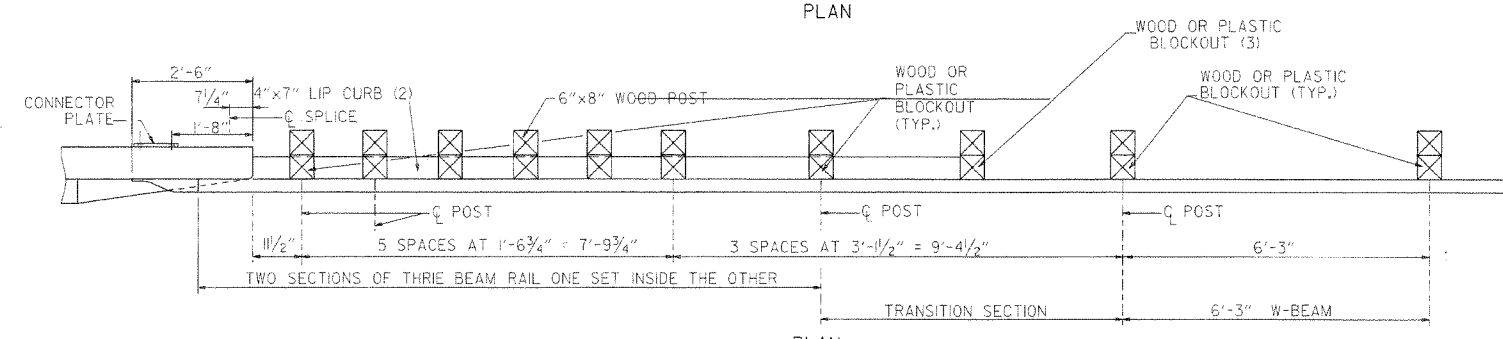 PLAN
WOOD OR PLASTIC
BLOCKOUT (3)
2'-6"
WOOD OR
PLASTIC
BLOCKOUT
(TYP.)
WOOD OR PLASTIC
BLOCKOUT (TYP.)
CONNECTOR
PLATE
7 1/4"
4"x7" LIP CURB (2)
6"x8" WOOD POST
℄ SPLICE
1'-8"
℄ POST
℄ POST
℄ POST
11 1/2"
5 SPACES AT 1'-6 3/4" = 7'-9 3/4"
3 SPACES AT 3'-1 1/2" = 9'-4 1/2"
6'-3"
TWO SECTIONS OF THRIE BEAM RAIL ONE SET INSIDE THE OTHER
TRANSITION SECTION
6'-3" W-BEAM